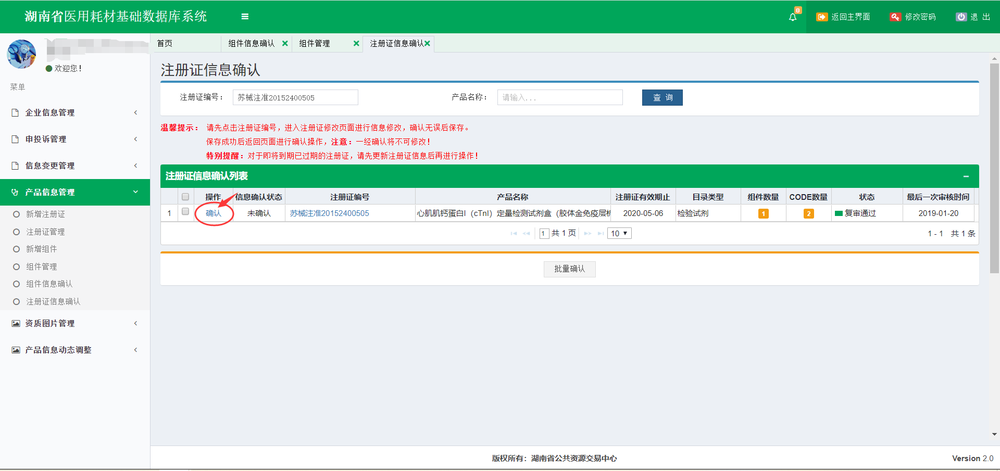 湖南省医用耗材基础数据库系统
0
返回主界面
修改密码
退 出
欢迎您！
菜单
企业信息管理
申投诉管理
信息变更管理
产品信息管理
新增注册证
注册证管理
新增组件
组件管理
组件信息确认
注册证信息确认
资质图片管理
产品信息动态调整
首页 组件信息确认 组件管理 注册证信息确认
注册证信息确认
注册证编号： 苏械注准20152400505 产品名称： 请输入... 查 询
温馨提示： 请先点击注册证编号，进入注册证修改页面进行信息修改，确认无误后保存。
保存成功后返回页面进行确认操作，注意：一经确认将不可修改！
特别提醒：对于即将到期已过期的注册证，请先更新注册证信息后再进行操作！
注册证信息确认列表
操作 信息确认状态 注册证编号 产品名称 注册证有效期止 目录类型 组件数量 CODE数量 状态 最后一次审核时间
1 确认 未确认 苏械注准20152400505 心肌肌钙蛋白I（cTnI）定量检测试剂盒（胶体金免疫层 2020-05-06 检验试剂 1 2 复审通过 2019-01-20
1 共 1 页 10 1 - 1 共 1 条
批量确认
版权所有：湖南省公共资源交易中心
Version 2.0